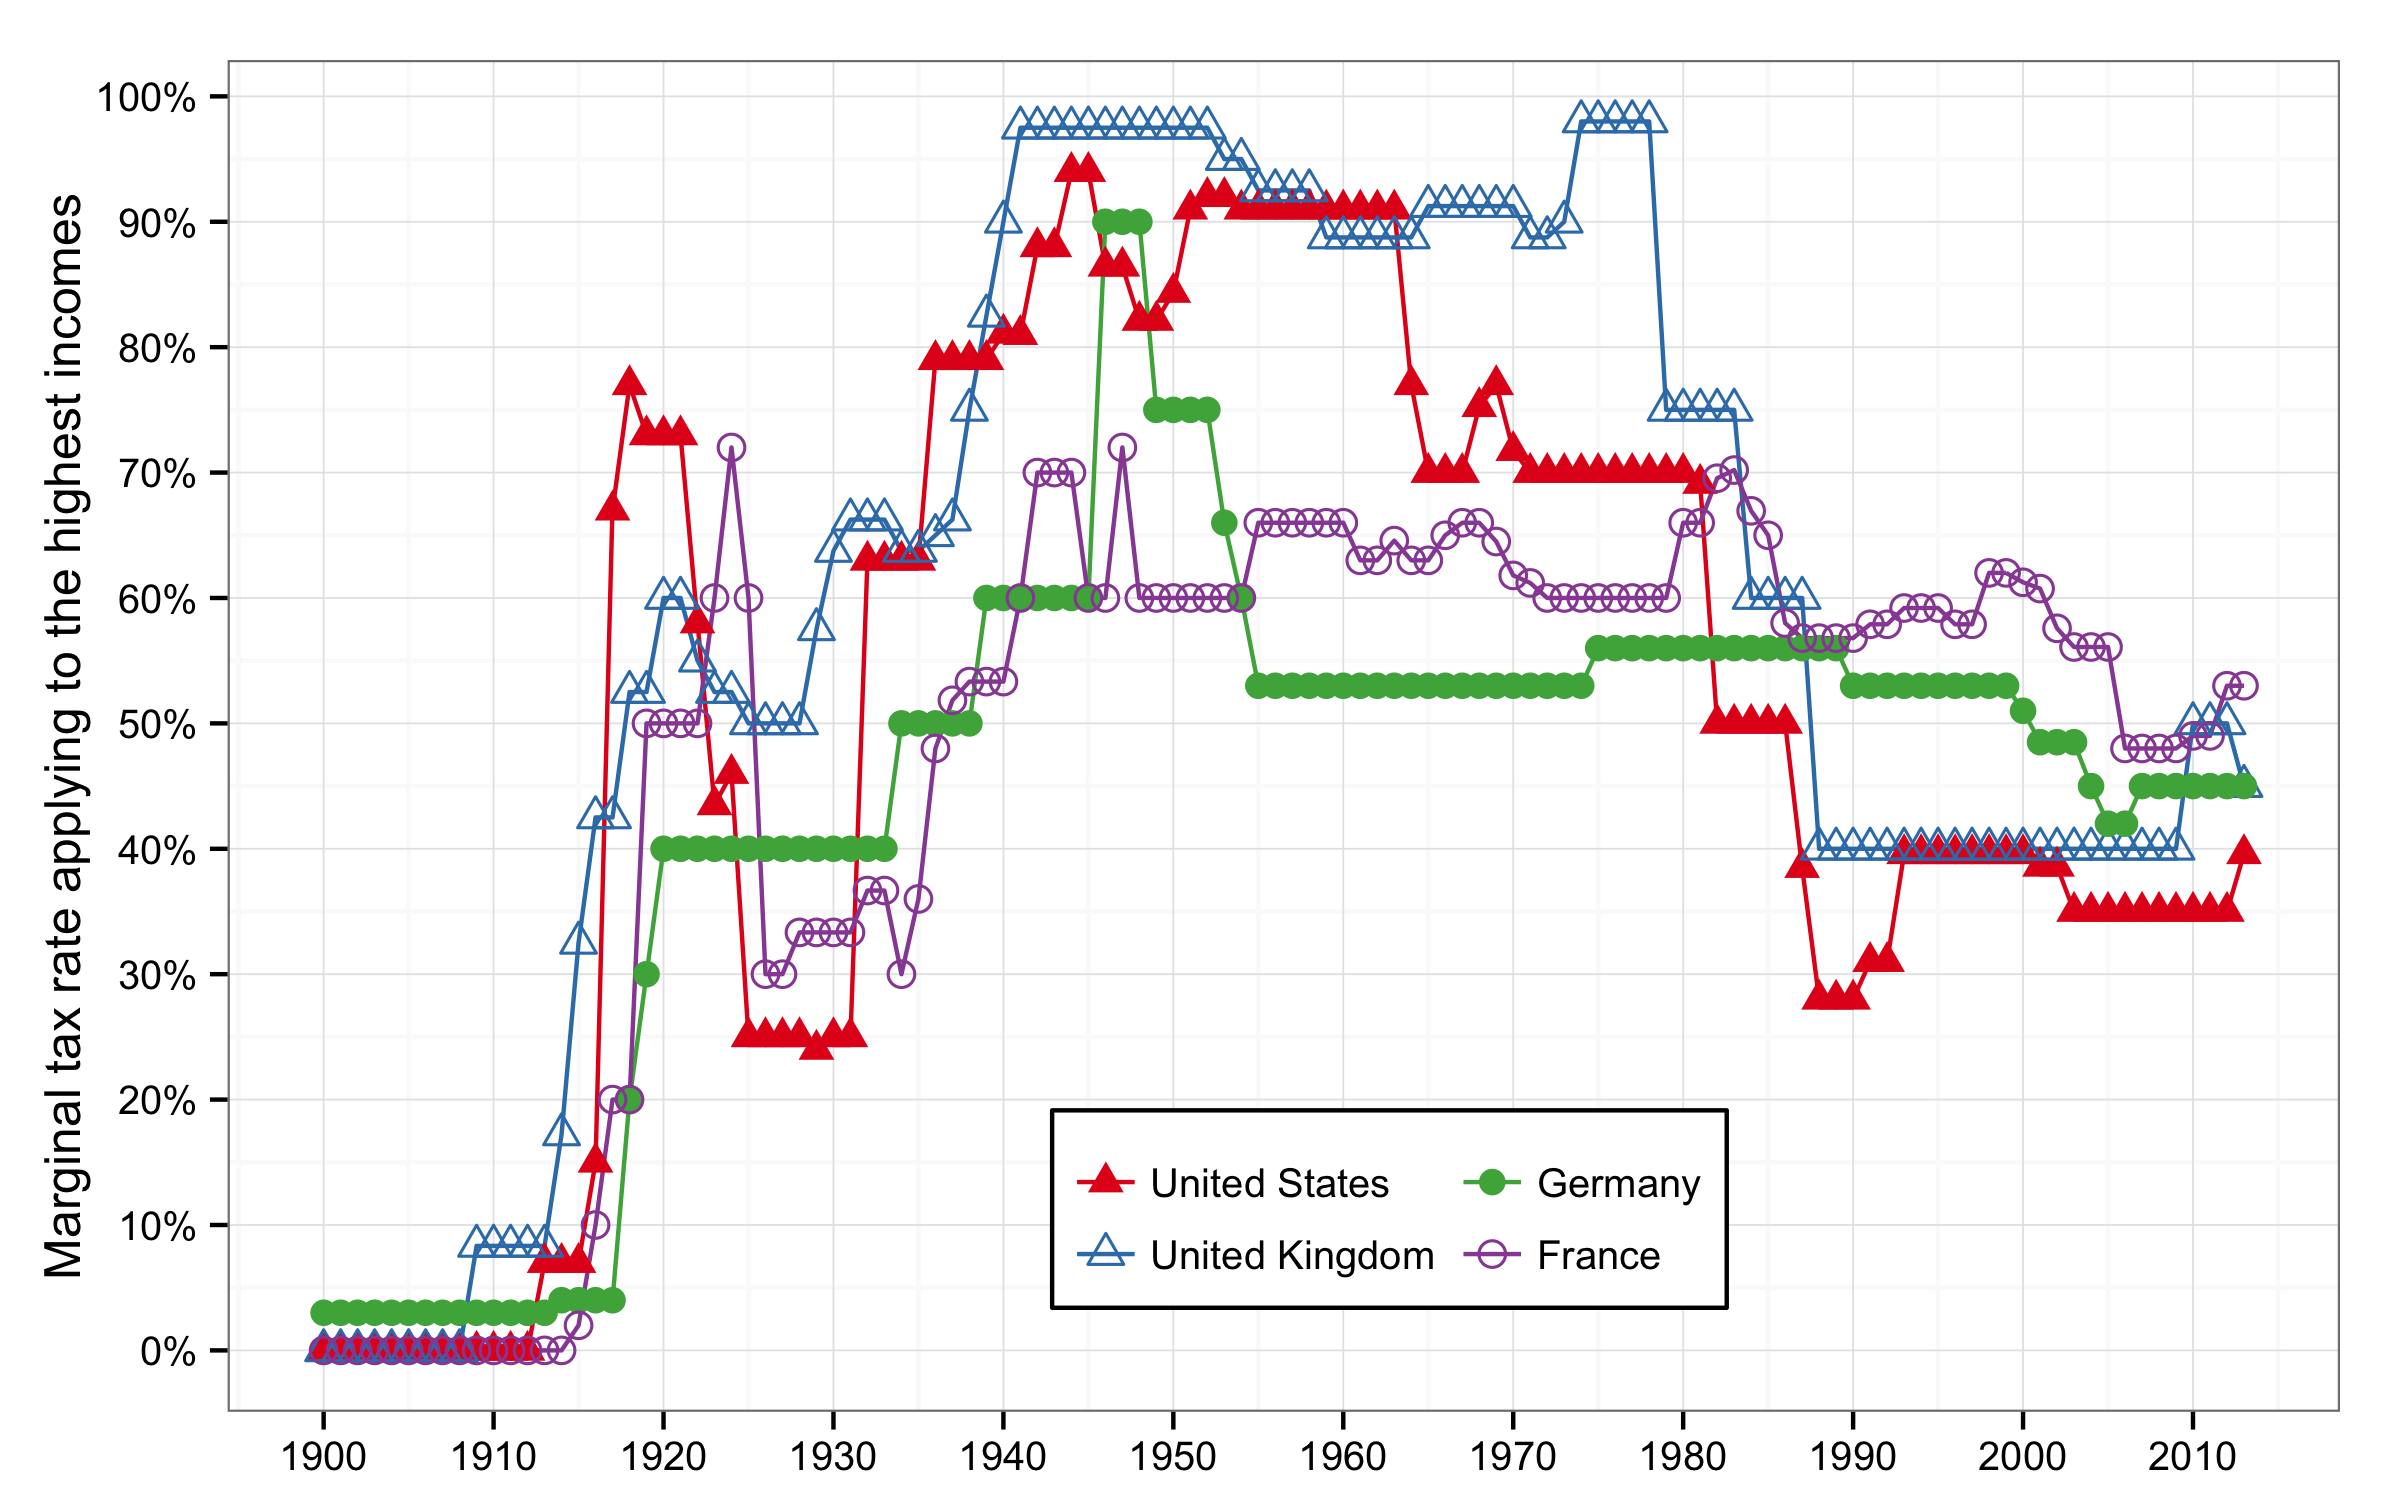 Marginal tax rate applying to the highest incomes
100%
90%
80%
70%
60%
50%
40%
30%
20%
10%
0%
United States
Germany
United Kingdom
France
1900 1910 1920 1930 1940 1950 1960 1970 1980 1990 2000 2010